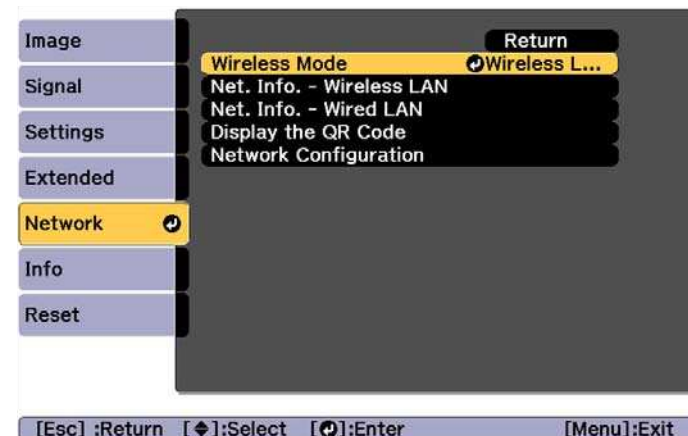 Image
Signal
Settings
Extended
Network
Info
Reset
Return
Wireless Mode Wireless L...
Net. Info. - Wireless LAN
Net. Info. - Wired LAN
Display the QR Code
Network Configuration
[Esc] :Return [◆]:Select [⏎]:Enter [Menu]:Exit